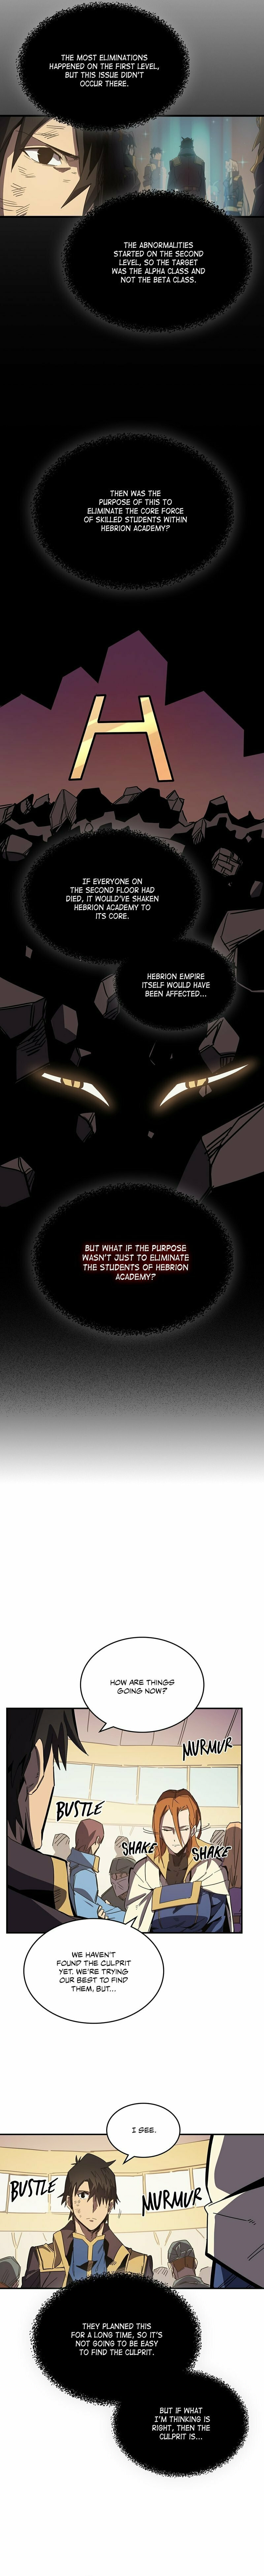 THE MOST ELIMINATIONS
HAPPENED ON THE FIRST LEVEL,
BUT THIS ISSUE DIDN'T
OCCUR THERE.
THE ABNORMALITIES
STARTED ON THE SECOND
LEVEL, SO THE TARGET
WAS THE ALPHA CLASS AND
NOT THE BETA CLASS.
THEN WAS THE
PURPOSE OF THIS TO
ELIMINATE THE CORE FORCE
OF SKILLED STUDENTS WITHIN
HEBRION ACADEMY?
H
IF EVERYONE ON
THE SECOND FLOOR HAD
DIED, IT WOULD'VE SHAKEN
HEBRION ACADEMY TO
ITS CORE.
HEBRION EMPIRE
ITSELF WOULD HAVE
BEEN AFFECTED...
BUT WHAT IF THE PURPOSE
WASN'T JUST TO ELIMINATE
THE STUDENTS OF HEBRION
ACADEMY?
HOW ARE THINGS
GOING NOW?
MURMUR
BUSTLE
SHAKE
SHAKE
WE HAVEN'T
FOUND THE CULPRIT
YET. WE'RE TRYING
OUR BEST TO FIND
THEM, BUT...
I SEE.
BUSTLE
MURMUR
THEY PLANNED THIS
FOR A LONG TIME, SO IT'S
NOT GOING TO BE EASY
TO FIND THE CULPRIT.
BUT IF WHAT
I'M THINKING IS
RIGHT, THEN THE
CULPRIT IS...